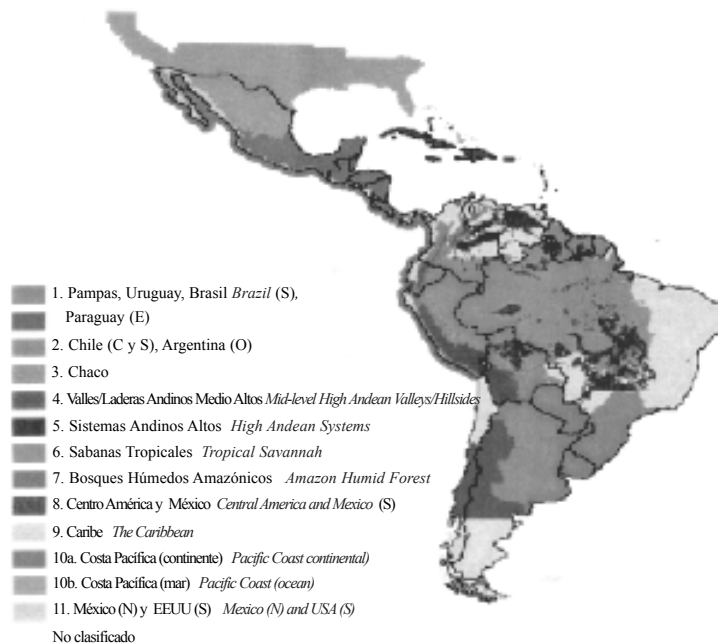 1. Pampas, Uruguay, Brasil Brazil (S),
Paraguay (E)
2. Chile (C y S), Argentina (O)
3. Chaco
4. Valles/Laderas Andinos Medio Altos Mid-level High Andean Valleys/Hillsides
5. Sistemas Andinos Altos High Andean Systems
6. Sabanas Tropicales Tropical Savannah
7. Bosques Húmedos Amazónicos Amazon Humid Forest
8. Centro América y México Central America and Mexico (S)
9. Caribe The Caribbean
10a. Costa Pacífica (continente) Pacific Coast continental)
10b. Costa Pacífica (mar) Pacific Coast (ocean)
11. México (N) y EEUU (S) Mexico (N) and USA (S)
No clasificado